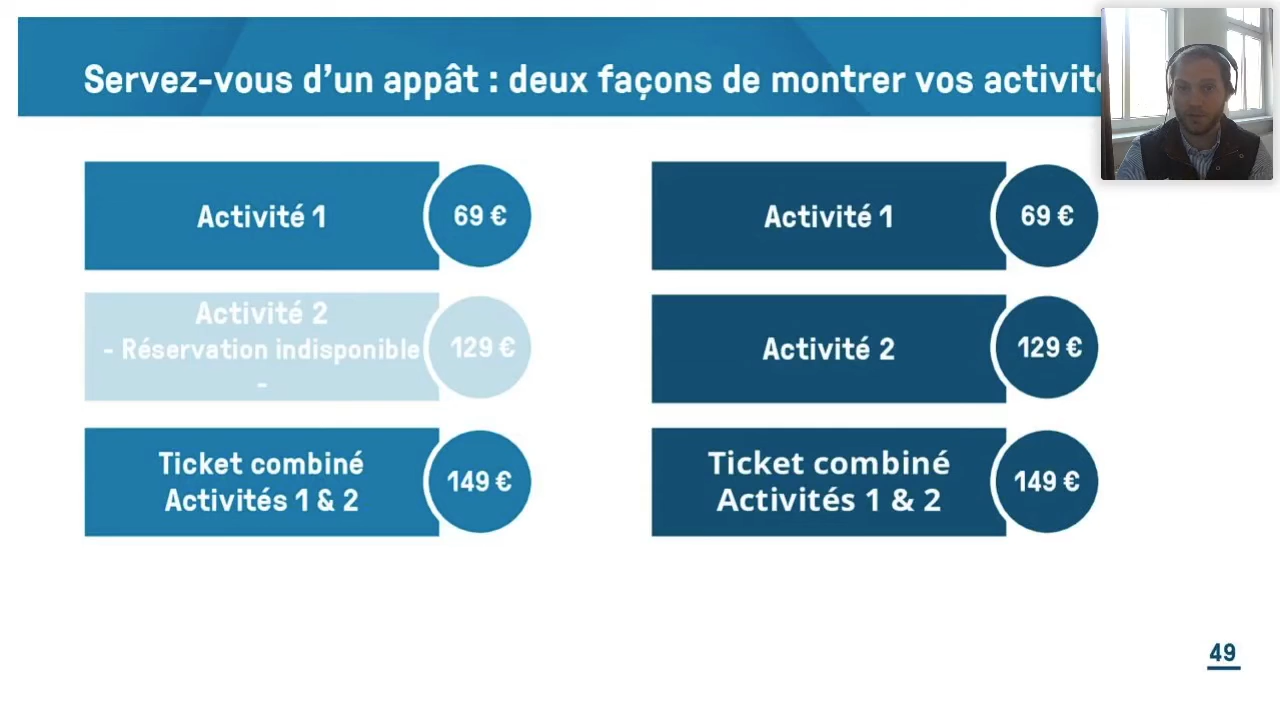 Servez-vous d'un appât : deux façons de montrer vos activité
Activité 1
69 €
Activité 1
69 €
Activité 2
- Réservation indisponible
-
129 €
Activité 2
129 €
Ticket combiné
Activités 1 & 2
149 €
Ticket combiné
Activités 1 & 2
149 €
49